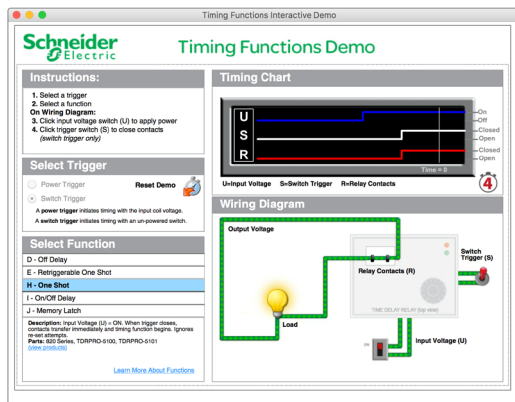 Timing Functions Interactive Demo
Schneider
Electric
Timing Functions Demo
Instructions:
1. Select a trigger
2. Select a function
On Wiring Diagram:
3. Click input voltage switch (U) to apply power
4. Click trigger switch (S) to close contacts
(switch trigger only)
Select Trigger
Power Trigger
Reset Demo
Switch Trigger
A power trigger initiates timing with the input coil voltage.
A switch trigger initiates timing with an un-powered switch.
Select Function
D - Off Delay
E - Retriggerable One Shot
H - One Shot
I - On/Off Delay
J - Memory Latch
Description: Input Voltage (U) = ON. When trigger closes,
contacts transfer immediately and timing function begins. Ignores
re-set attempts.
Parts: 820 Series, TDRPRO-5100, TDRPRO-5101
(view products)
Learn More About Functions
Timing Chart
U
S
R
On
Off
Closed
Open
Closed
Open
Time = 0
U=Input Voltage S=Switch Trigger R=Relay Contacts
4
Wiring Diagram
Output Voltage
Relay Contacts (R)
Switch
Trigger (S)
Load
TIME DELAY RELAY (top view)
ON
Input Voltage (U)